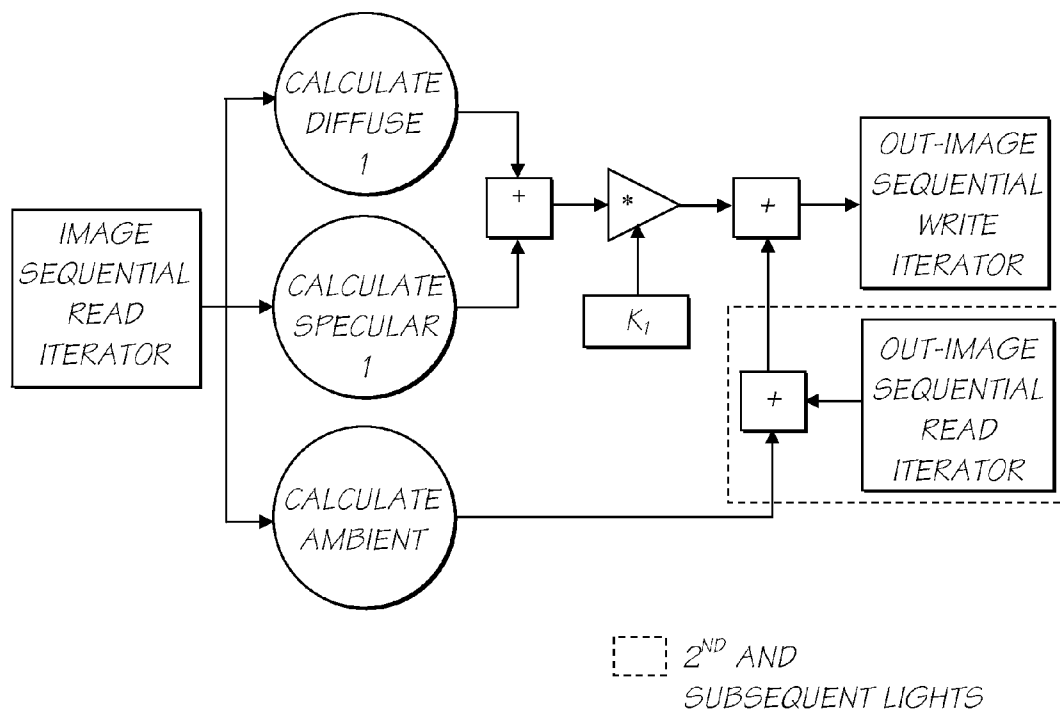 IMAGE
SEQUENTIAL
READ
ITERATOR
CALCULATE
DIFFUSE
1
CALCULATE
SPECULAR
1
CALCULATE
AMBIENT
+
*
K₁
+
OUT-IMAGE
SEQUENTIAL
WRITE
ITERATOR
+
OUT-IMAGE
SEQUENTIAL
READ
ITERATOR
2ND AND
SUBSEQUENT LIGHTS